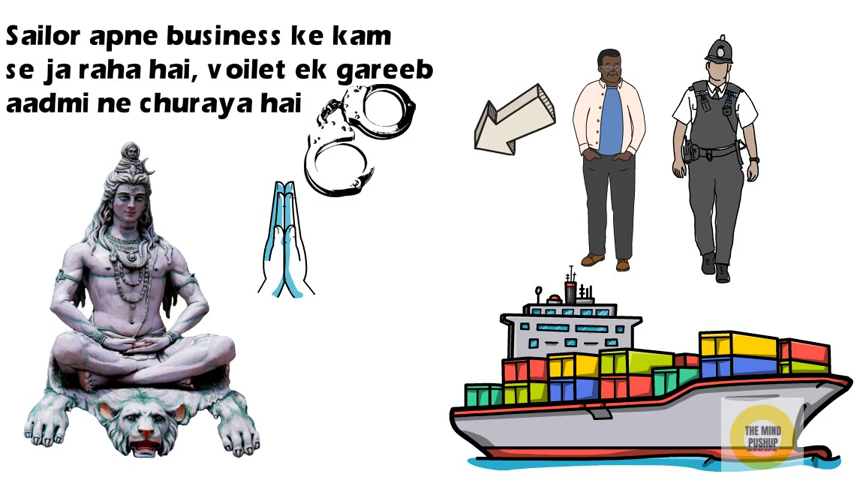 Sailor apne business ke kam
se ja raha hai, voilet ek gareeb
aadmi ne churaya hai
THE MIND
PUSHUP